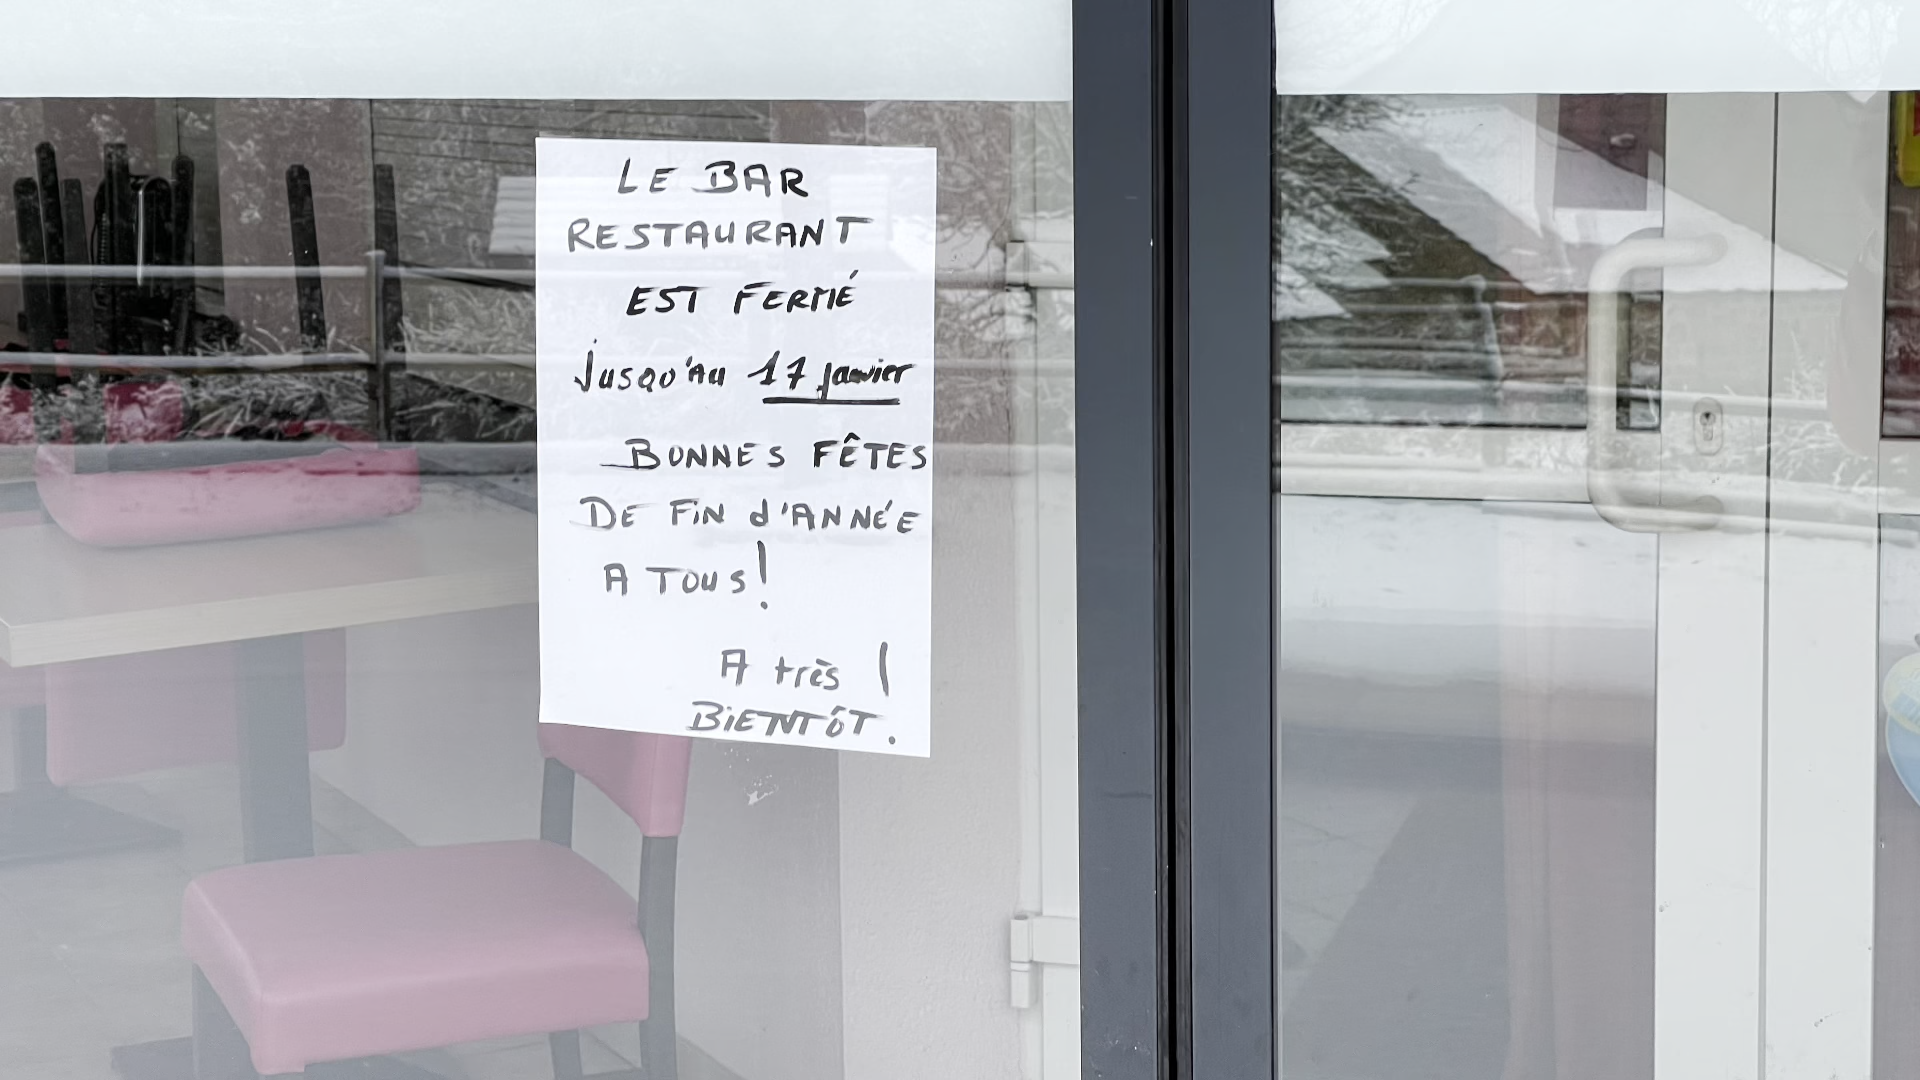 LE BAR
RESTAURANT
EST FERMÉ
jusqu'au 17 janvier
BONNES FÊTES
DE FIN d'ANNÉE
A TOUS!
A très !
BIENTÔT.